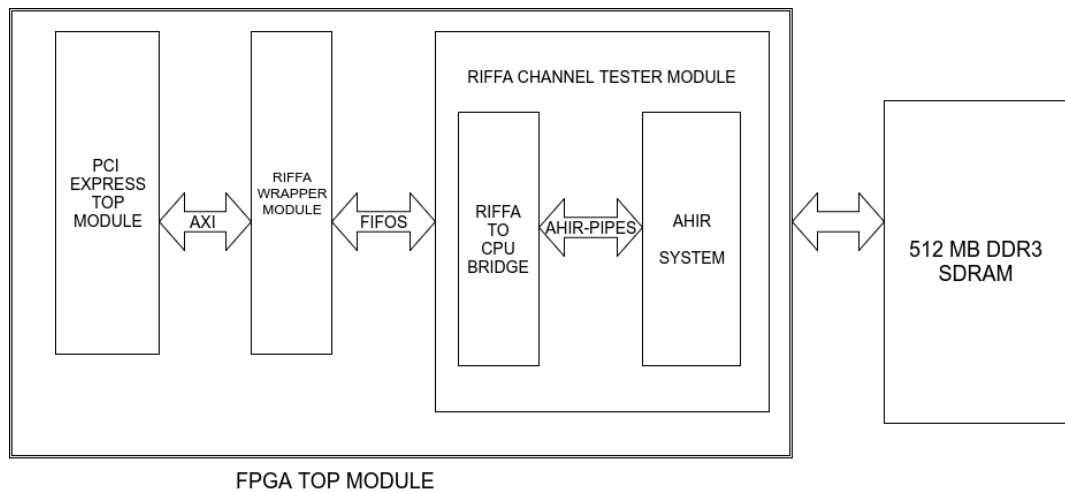 PCI
EXPRESS
TOP
MODULE
AXI
RIFFA
WRAPPER
MODULE
FIFOS
RIFFA CHANNEL TESTER MODULE
RIFFA
TO
CPU
BRIDGE
AHIR-PIPES
AHIR
SYSTEM
512 MB DDR3
SDRAM
FPGA TOP MODULE